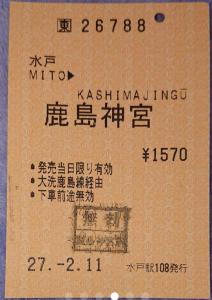 東 26788
水戸
MITO▶
KASHIMAJINGŪ
鹿島神宮
¥1570
•発売当日限り有効
•大洗鹿島線経由
•下車前途無効
無効
27.-2.11
水戸駅108発行